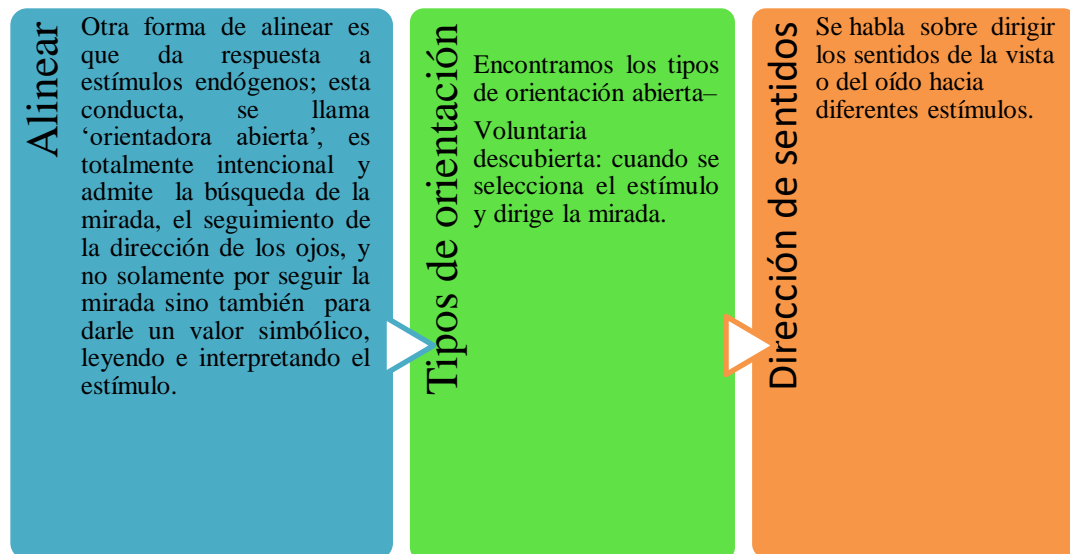 Alinear
Otra forma de alinear es
que da respuesta a
estímulos endógenos; esta
conducta, se llama
‘orientadora abierta’, es
totalmente intencional y
admite la búsqueda de la
mirada, el seguimiento de
la dirección de los ojos, y
no solamente por seguir la
mirada sino también para
darle un valor simbólico,
leyendo e interpretando el
estímulo.
Tipos de orientación
Encontramos los tipos
de orientación abierta–
Voluntaria
descubierta: cuando se
selecciona el estímulo
y dirige la mirada.
Dirección de sentidos
Se habla sobre dirigir
los sentidos de la vista
o del oído hacia
diferentes estímulos.